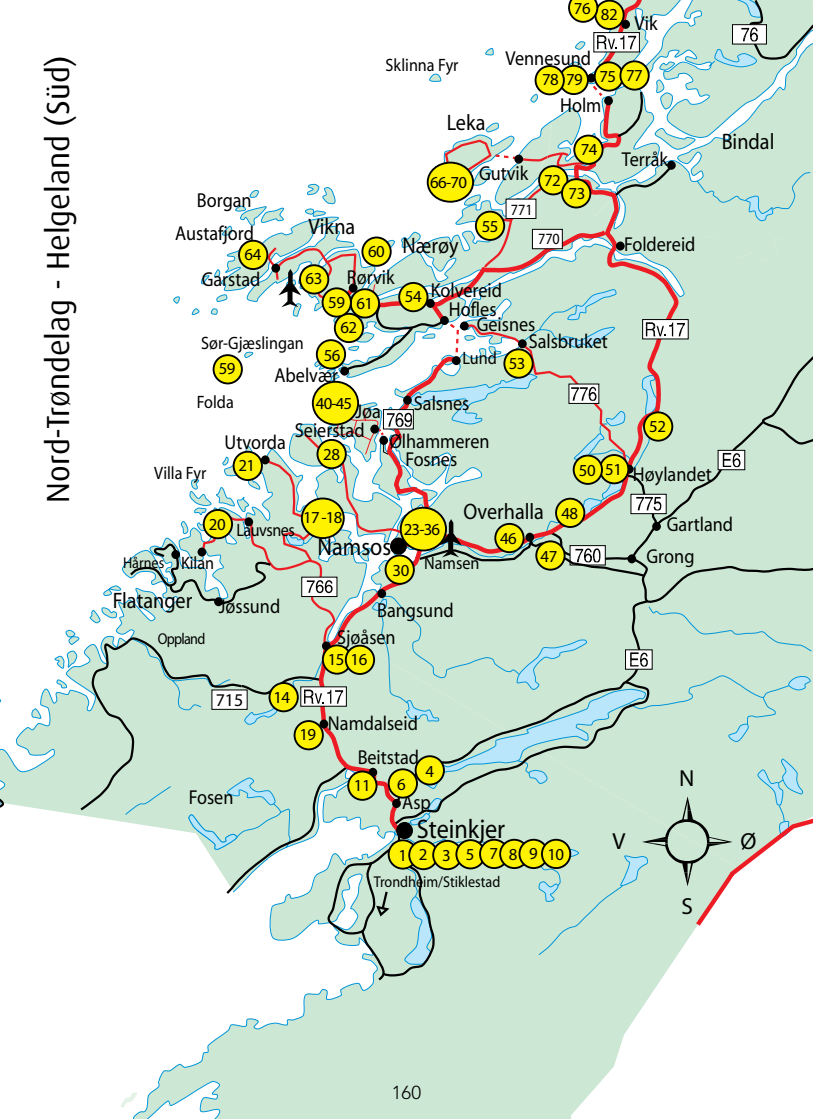 Nord-Trøndelag - Helgeland (Süd)
76
82
Vik
Rv.17
76
Vennesund
Sklinna Fyr
78
79
75
77
Holm
Leka
74
Bindal
Terråk
Gutvik
66-70
72
73
Borgan
771
Vikna
55
Austafjord
770
60
Nærøy
Foldereid
64
Garstad
63
Rørvik
54
Kolvereid
59
61
Hofles
62
Geisnes
Rv.17
Sør-Gjæslingan
Salsbruket
56
Lund
53
59
Abelvær
776
Folda
40-45
Salsnes
Jøa
769
52
Seierstad
Ølhammeren
Utvorda
28
Fosnes
E6
21
50
51
Høylandet
Villa Fyr
775
17-18
Overhalla
48
20
Lauvsnes
23-36
Gartland
46
Namsos
47
760
Grong
Hårnes
Kilan
Namsen
30
766
Flatanger
Jøssund
Bangsund
Oppland
Sjøåsen
15
16
E6
715
14
Rv.17
19
Namdalseid
Beitstad
4
11
6
Fosen
Asp
N
Steinkjer
V
Ø
1
2
3
5
7
8
9
10
Trondheim/Stiklestad
S
160